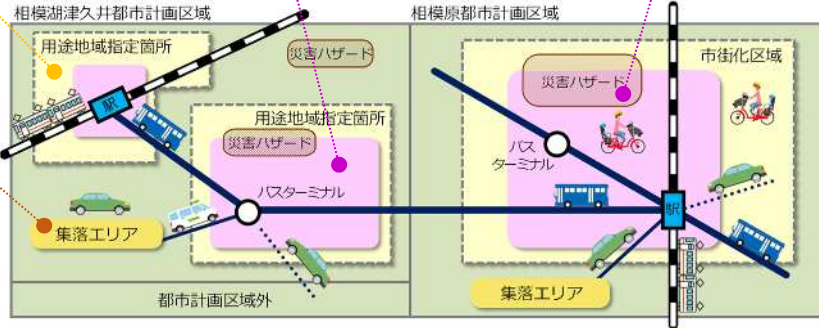 相模湖津久井都市計画区域
相模原都市計画区域
用途地域指定箇所
災害ハザード
駅
用途地域指定箇所
災害ハザード
バスターミナル
集落エリア
都市計画区域外
市街化区域
災害ハザード
バス
ターミナル
駅
集落エリア